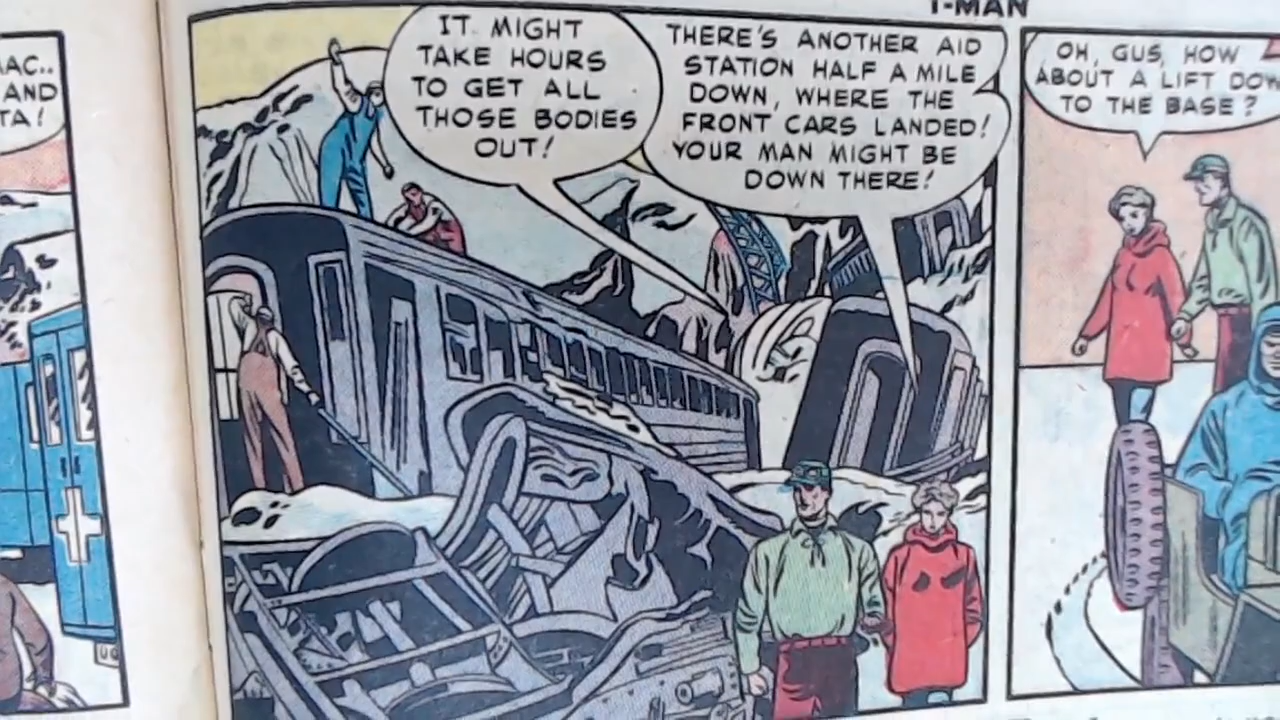 T-MAN
AND
TA!
IT MIGHT
TAKE HOURS
TO GET ALL
THOSE BODIES
OUT!
THERE'S ANOTHER AID
STATION HALF A MILE
DOWN, WHERE THE
FRONT CARS LANDED!
YOUR MAN MIGHT BE
DOWN THERE!
OH, GUS, HOW
ABOUT A LIFT DOW
TO THE BASE?